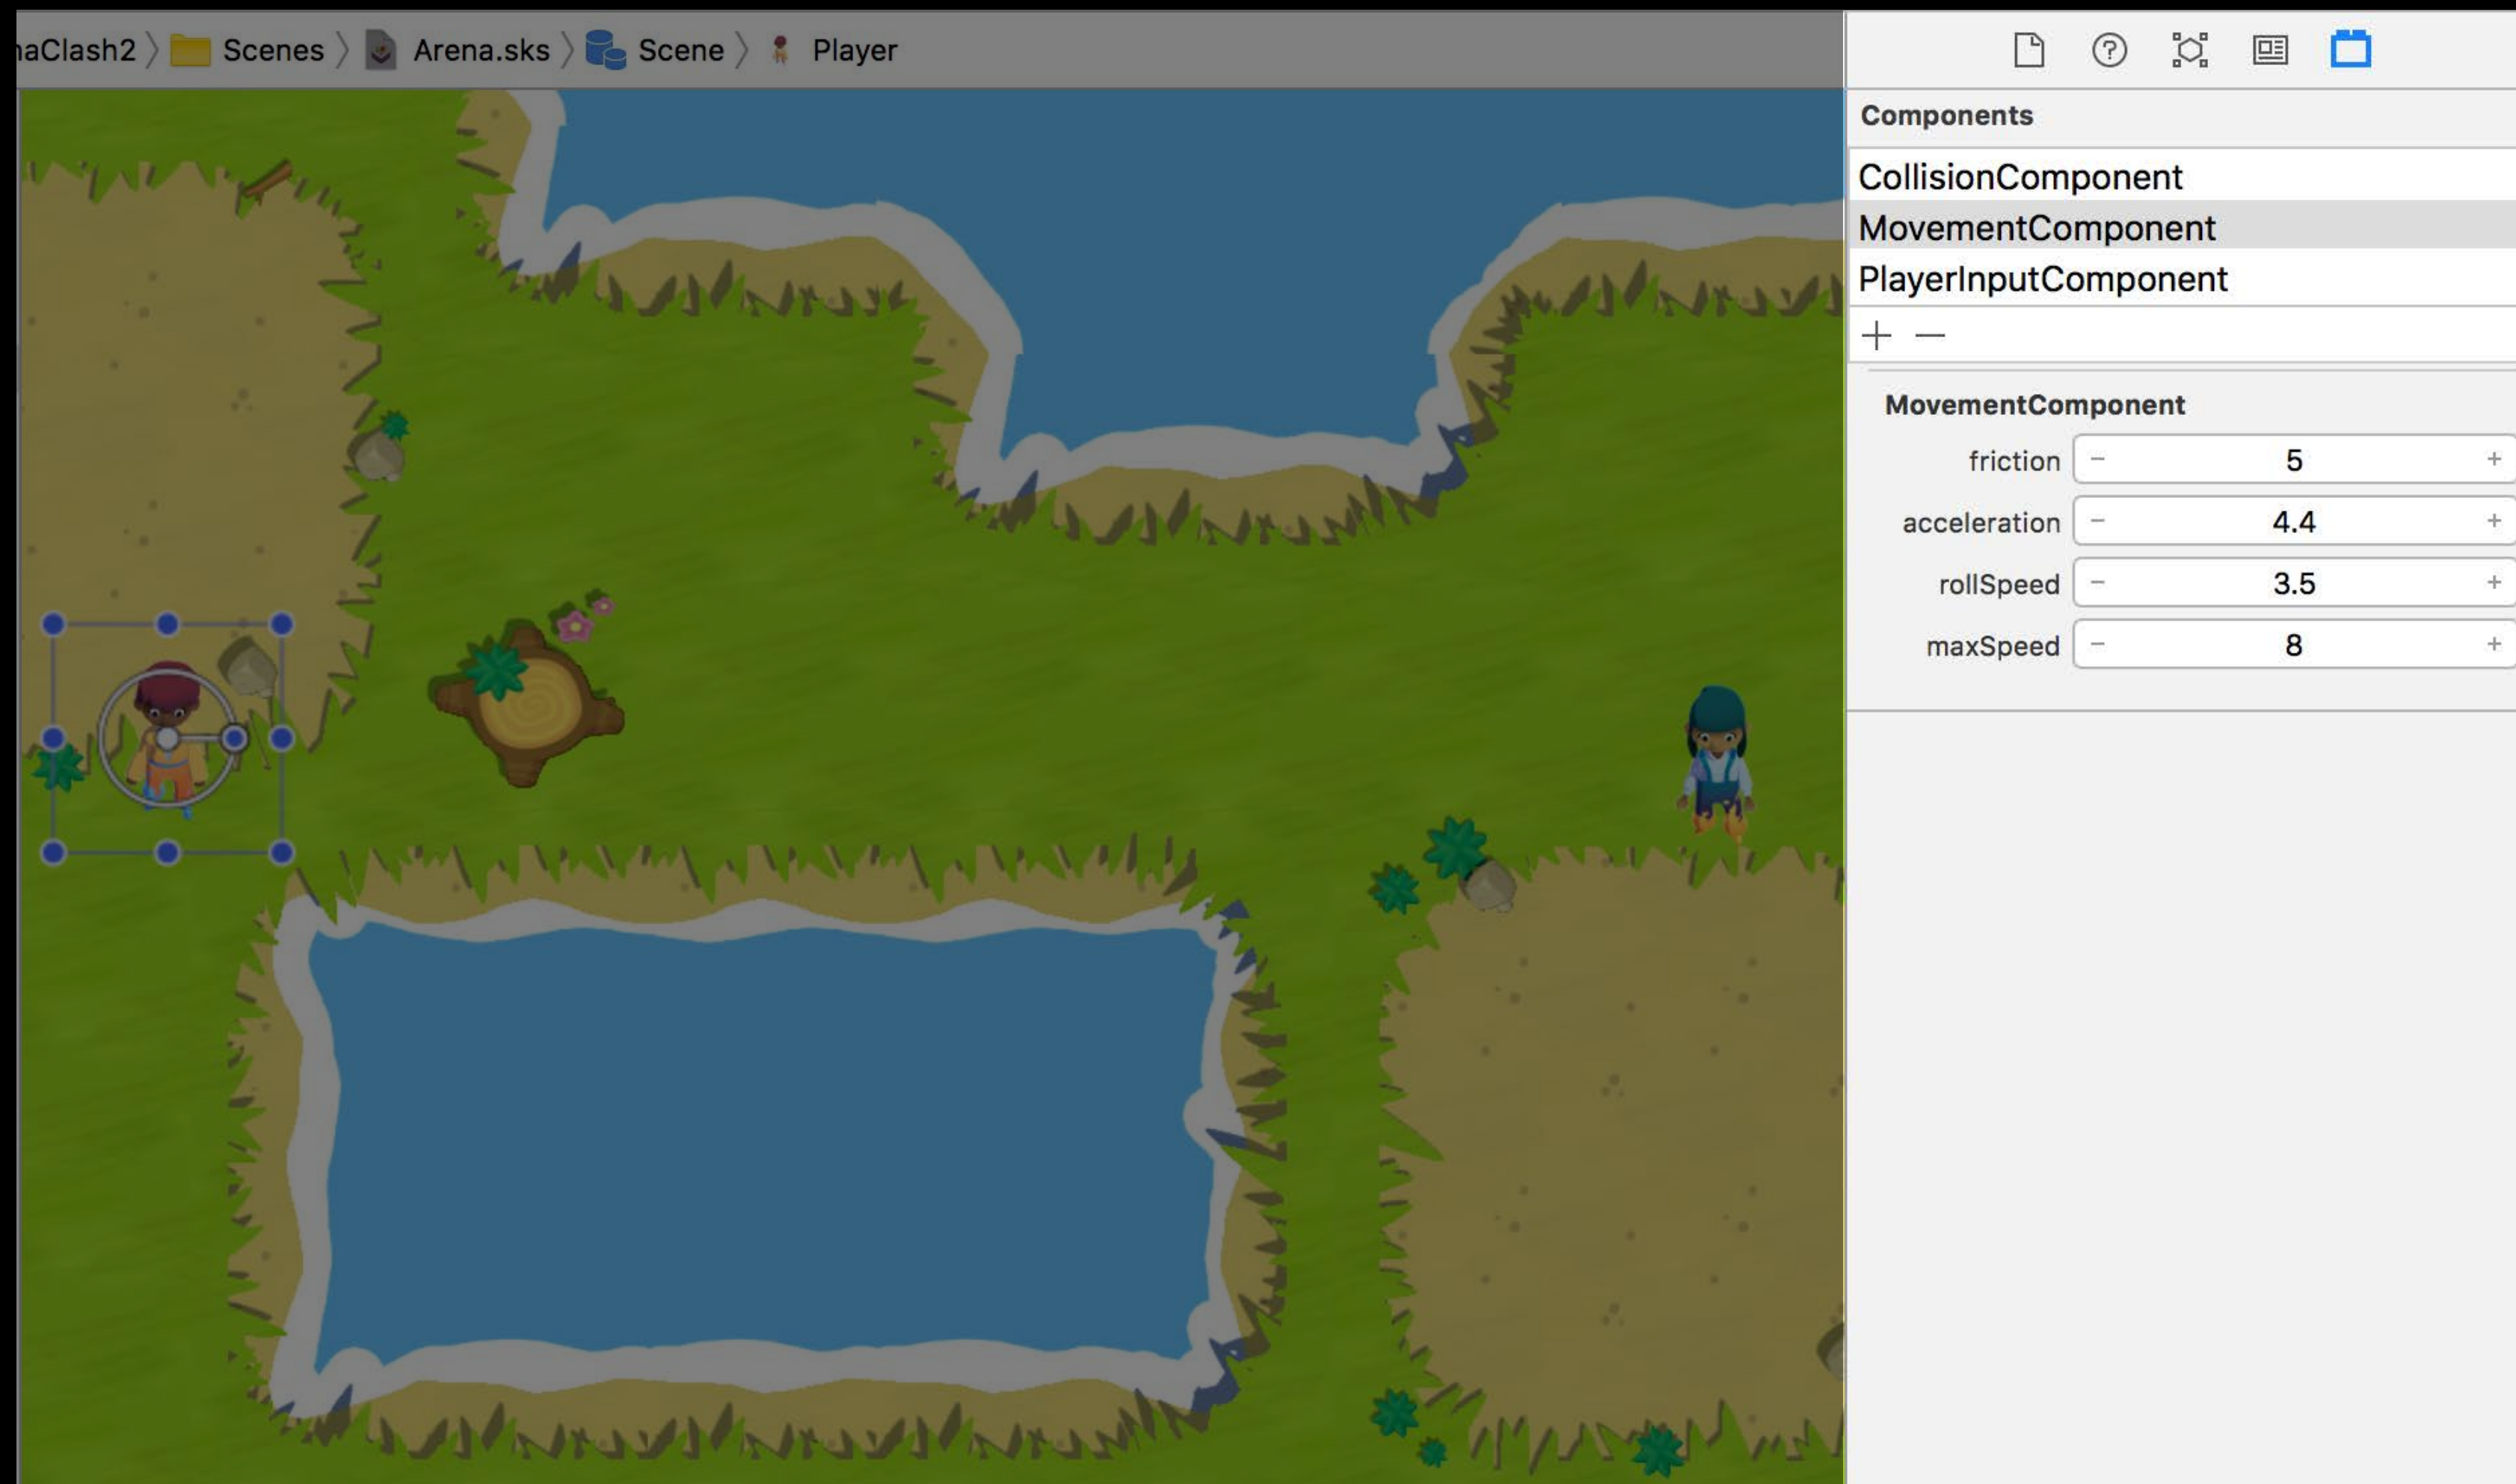 Scenes 〉 Arena.sks 〉 Scene 〉 Player
Components
CollisionComponent
MovementComponent
PlayerInputComponent
+ −
MovementComponent
friction − 5 +
acceleration − 4.4 +
rollSpeed − 3.5 +
maxSpeed − 8 +